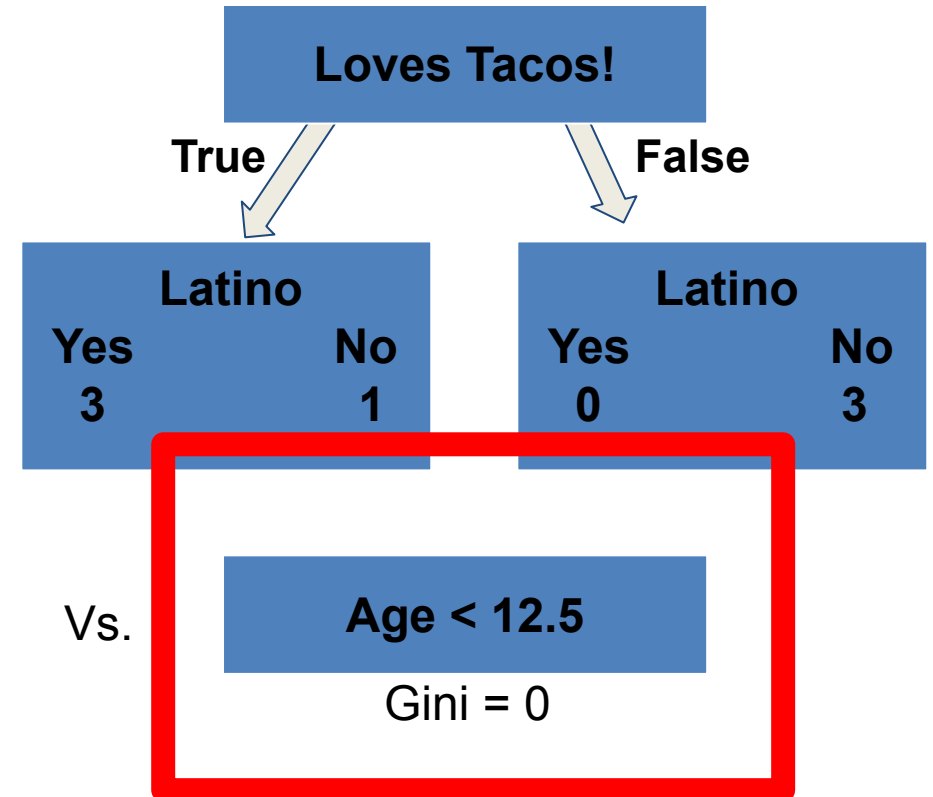 Loves Tacos!
True False
Latino Latino
Yes No Yes No
3 1 0 3
Vs. Age < 12.5
Gini = 0